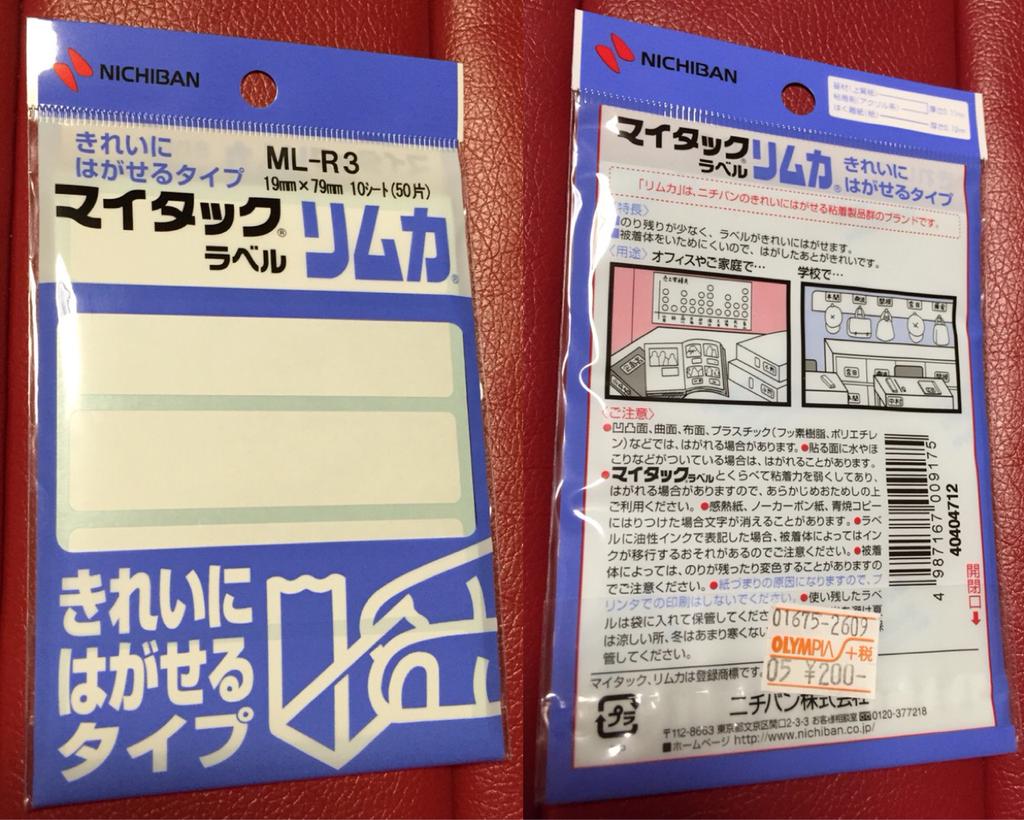 NICHIBAN
きれいに
はがせるタイプ
ML-R3
19mm×79mm 10シート(50片)
マイタック®
ラベル リムカ®
きれいに
はがせる
タイプ
NICHIBAN
基材(上質紙)
粘着剤(アクリル系)
はく離紙(紙)
マイタック
ラベル リムカ®
きれいに
はがせるタイプ
「リムカ」は、ニチバンのきれいにはがせる粘着製品群のブランドです。
〈特長〉
■のり残りが少なく、ラベルがきれいにはがせます。
■被着体をいためにくいので、はがしたあとがきれいです。
〈用途〉 オフィスやご家庭で… 学校で…
〈ご注意〉
●凹凸面、曲面、布面、プラスチック(フッ素樹脂、ポリエチレ
ン)などでは、はがれる場合があります。●貼る面に水やほ
こりなどがついている場合は、はがれることがあります。
●マイタックラベルとくらべて粘着力を弱くしてあり、
はがれる場合がありますので、あらかじめおためしの上
ご利用ください。●感熱紙、ノーカーボン紙、青焼コピー
にはりつけた場合文字が消えることがあります。●ラベ
ルに油性インクで表記した場合、被着体によってはイン
クが移行するおそれがあるのでご注意ください。●被着
体によっては、のりが残ったり変色することがありますの
でご注意ください。●紙づまりの原因になりますので、プ
リンタでの印刷はしないでください。●使い残したラベ
ルは袋に入れて保管してくださ
は涼しい所、冬はあまり寒くな
管してください。
マイタック、リムカは登録商標です
4 987167 009175
40404712
開閉口
01675-2609
OLYMPIA +税
05 ¥200-
プラ
ニチバン株式会社
〒112-8663 東京都文京区関口2-3-3 お客様相談室 0120-377218
■ホームページ http://www.nichiban.co.jp/